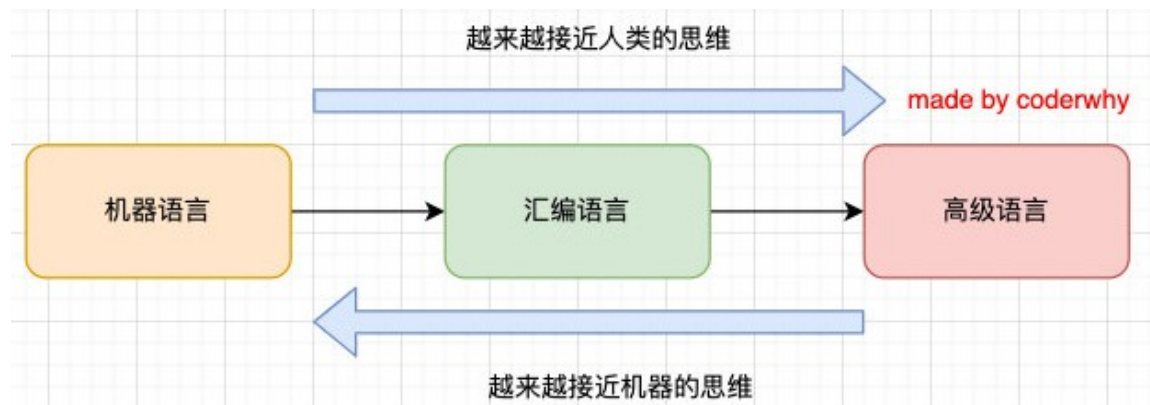 越来越接近人类的思维
made by coderwhy
机器语言
汇编语言
高级语言
越来越接近机器的思维